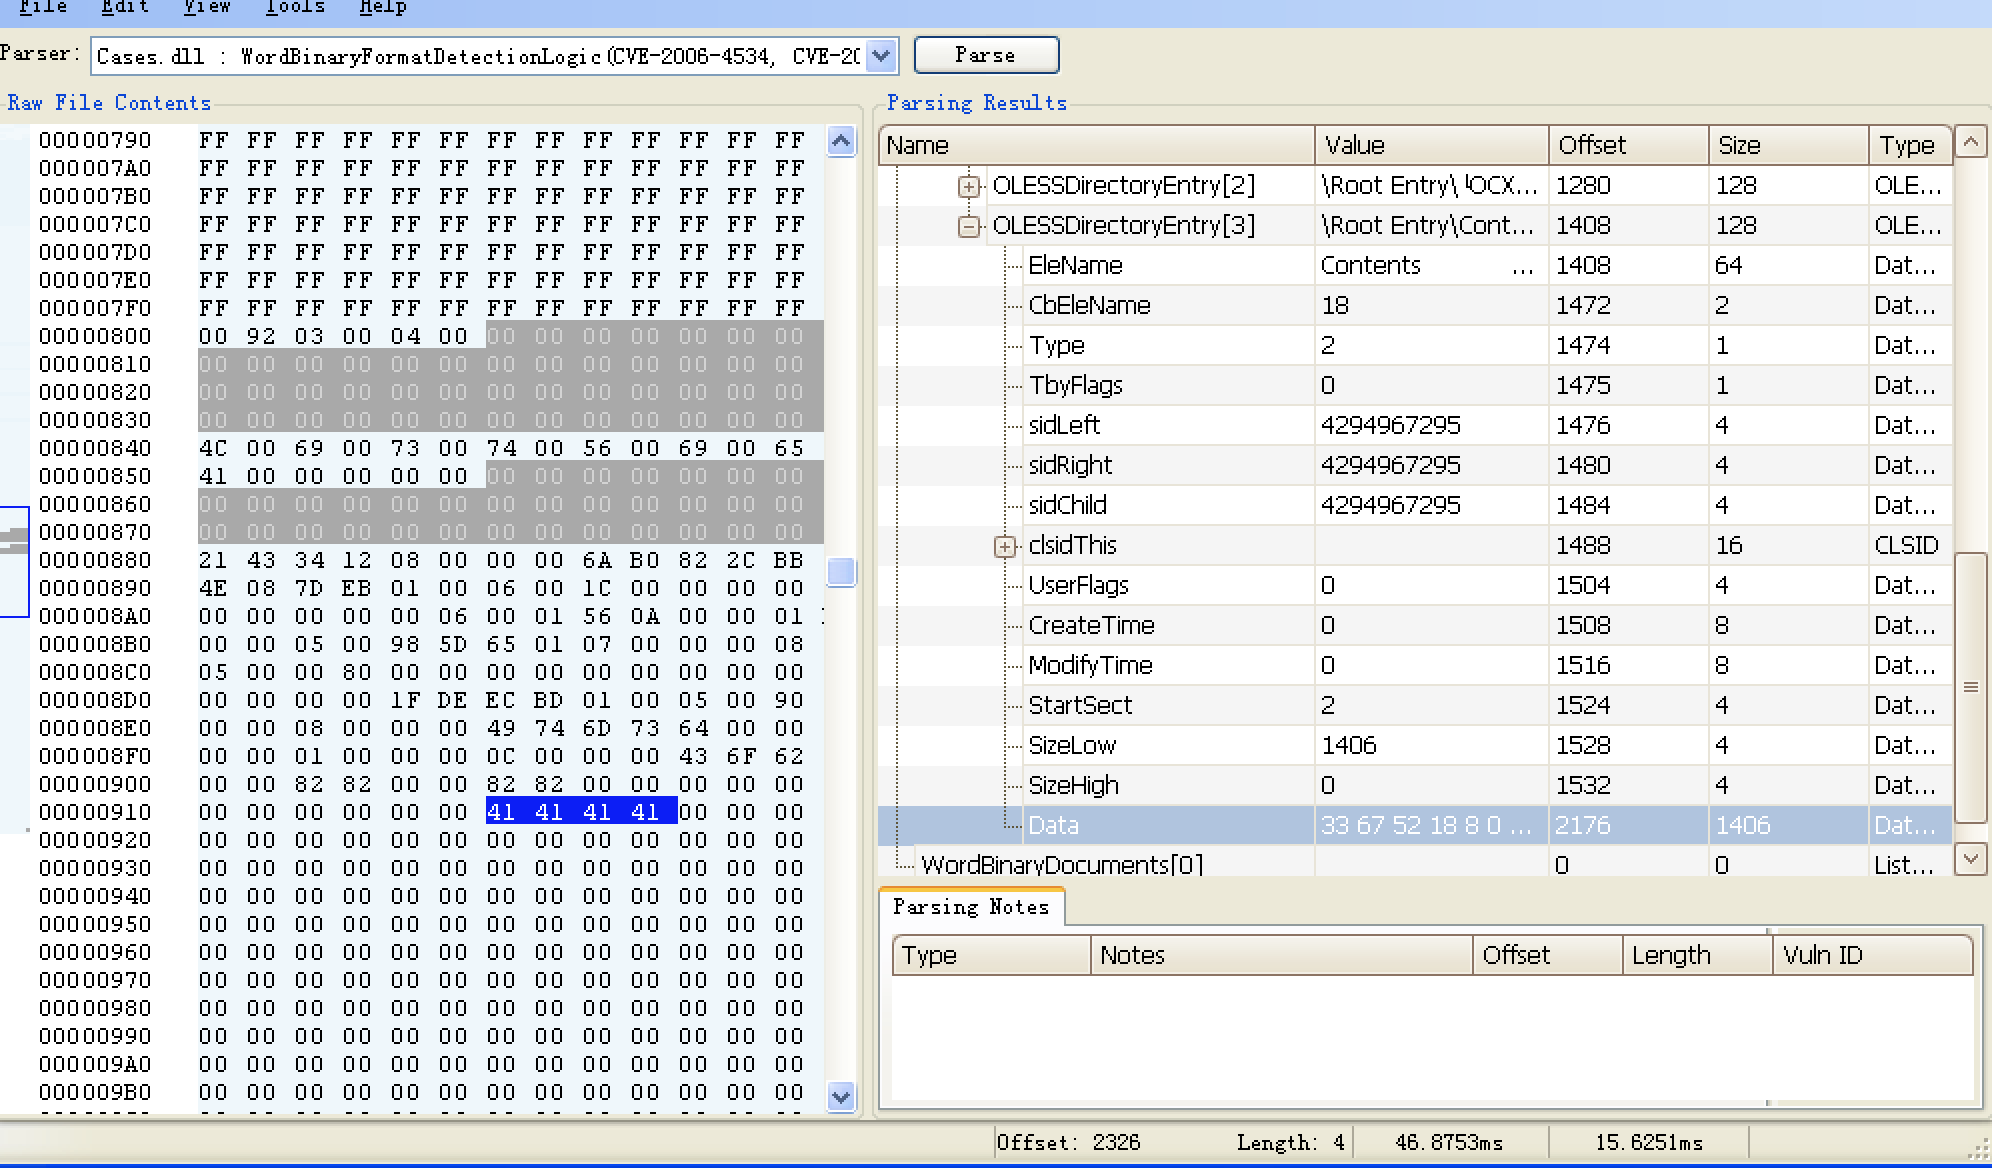 File Edit View Tools Help
Parser: Cases.dll : WordBinaryFormatDetectionLogic(CVE-2006-4534, CVE-20 Parse
Raw File Contents
00000790 FF FF FF FF FF FF FF FF FF FF FF FF FF
000007A0 FF FF FF FF FF FF FF FF FF FF FF FF FF
000007B0 FF FF FF FF FF FF FF FF FF FF FF FF FF
000007C0 FF FF FF FF FF FF FF FF FF FF FF FF FF
000007D0 FF FF FF FF FF FF FF FF FF FF FF FF FF
000007E0 FF FF FF FF FF FF FF FF FF FF FF FF FF
000007F0 FF FF FF FF FF FF FF FF FF FF FF FF FF
00000800 00 92 03 00 04 00 00 00 00 00 00 00 00
00000810 00 00 00 00 00 00 00 00 00 00 00 00 00
00000820 00 00 00 00 00 00 00 00 00 00 00 00 00
00000830 00 00 00 00 00 00 00 00 00 00 00 00 00
00000840 4C 00 69 00 73 00 74 00 56 00 69 00 65
00000850 41 00 00 00 00 00 00 00 00 00 00 00 00
00000860 00 00 00 00 00 00 00 00 00 00 00 00 00
00000870 00 00 00 00 00 00 00 00 00 00 00 00 00
00000880 21 43 34 12 08 00 00 00 6A B0 82 2C BB
00000890 4E 08 7D EB 01 00 06 00 1C 00 00 00 00
000008A0 00 00 00 00 00 06 00 01 56 0A 00 00 01
000008B0 00 00 05 00 98 5D 65 01 07 00 00 00 08
000008C0 05 00 00 80 00 00 00 00 00 00 00 00 00
000008D0 00 00 00 00 1F DE EC BD 01 00 05 00 90
000008E0 00 00 08 00 00 00 49 74 6D 73 64 00 00
000008F0 00 00 01 00 00 00 0C 00 00 00 43 6F 62
00000900 00 00 82 82 00 00 82 82 00 00 00 00 00
00000910 00 00 00 00 00 00 41 41 41 41 00 00 00
00000920 00 00 00 00 00 00 00 00 00 00 00 00 00
00000930 00 00 00 00 00 00 00 00 00 00 00 00 00
00000940 00 00 00 00 00 00 00 00 00 00 00 00 00
00000950 00 00 00 00 00 00 00 00 00 00 00 00 00
00000960 00 00 00 00 00 00 00 00 00 00 00 00 00
00000970 00 00 00 00 00 00 00 00 00 00 00 00 00
00000980 00 00 00 00 00 00 00 00 00 00 00 00 00
00000990 00 00 00 00 00 00 00 00 00 00 00 00 00
000009A0 00 00 00 00 00 00 00 00 00 00 00 00 00
000009B0 00 00 00 00 00 00 00 00 00 00 00 00 00
Parsing Results
Name Value Offset Size Type
OLESSDirectoryEntry[2] \Root Entry\ OCX... 1280 128 OLE...
OLESSDirectoryEntry[3] \Root Entry\Cont... 1408 128 OLE...
EleName Contents ... 1408 64 Dat...
CbEleName 18 1472 2 Dat...
Type 2 1474 1 Dat...
TbyFlags 0 1475 1 Dat...
sidLeft 4294967295 1476 4 Dat...
sidRight 4294967295 1480 4 Dat...
sidChild 4294967295 1484 4 Dat...
clsidThis 1488 16 CLSID
UserFlags 0 1504 4 Dat...
CreateTime 0 1508 8 Dat...
ModifyTime 0 1516 8 Dat...
StartSect 2 1524 4 Dat...
SizeLow 1406 1528 4 Dat...
SizeHigh 0 1532 4 Dat...
Data 33 67 52 18 8 0 ... 2176 1406 Dat...
WordBinaryDocuments[0] 0 0 List...
Parsing Notes
Type Notes Offset Length Vuln ID
Offset: 2326 Length: 4 46.8753ms 15.6251ms